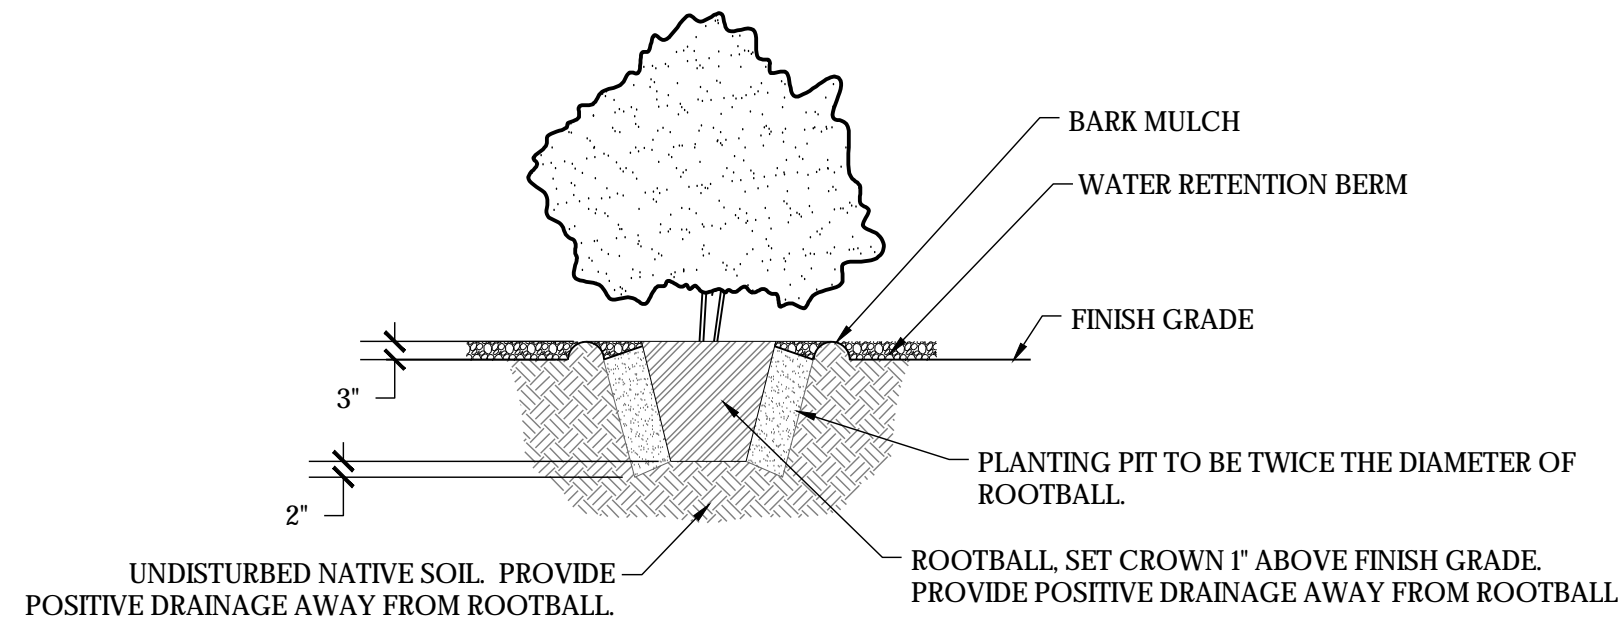 BARK MULCH
WATER RETENTION BERM
FINISH GRADE
3"
PLANTING PIT TO BE TWICE THE DIAMETER OF
ROOTBALL.
2"
ROOTBALL, SET CROWN 1" ABOVE FINISH GRADE.
PROVIDE POSITIVE DRAINAGE AWAY FROM ROOTBALL
UNDISTURBED NATIVE SOIL. PROVIDE
POSITIVE DRAINAGE AWAY FROM ROOTBALL.